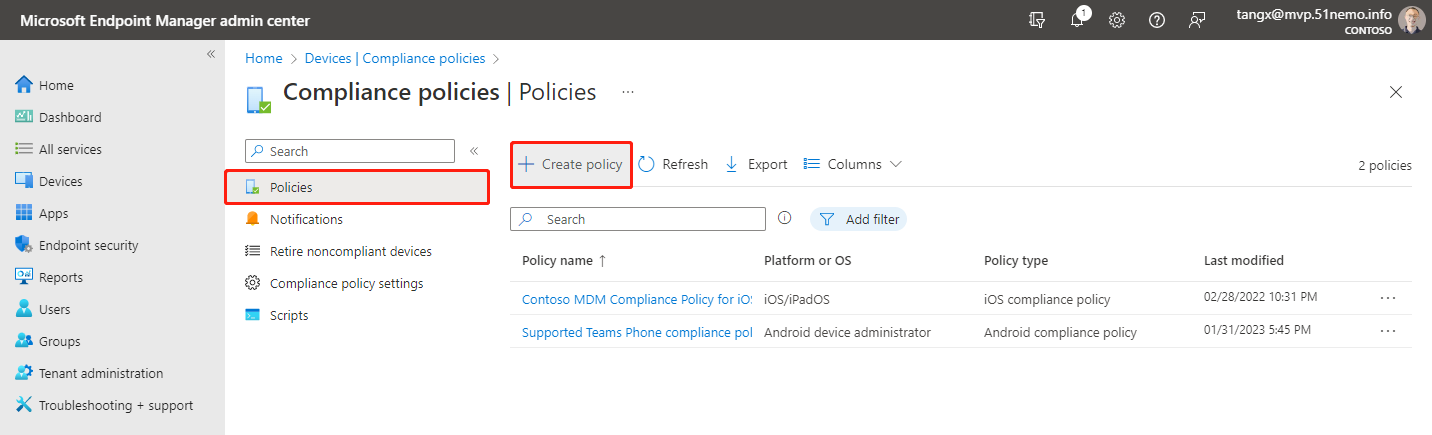 Microsoft Endpoint Manager admin center
1
tangx@mvp.51nemo.info
CONTOSO
Home
Dashboard
All services
Devices
Apps
Endpoint security
Reports
Users
Groups
Tenant administration
Troubleshooting + support
Home > Devices | Compliance policies >
Compliance policies | Policies ...
Search
Policies
Notifications
Retire noncompliant devices
Compliance policy settings
Scripts
Create policy Refresh Export Columns 2 policies
Search Add filter
Policy name ↑ Platform or OS Policy type Last modified
Contoso MDM Compliance Policy for iOS iOS/iPadOS iOS compliance policy 02/28/2022 10:31 PM ...
Supported Teams Phone compliance pol Android device administrator Android compliance policy 01/31/2023 5:45 PM ...